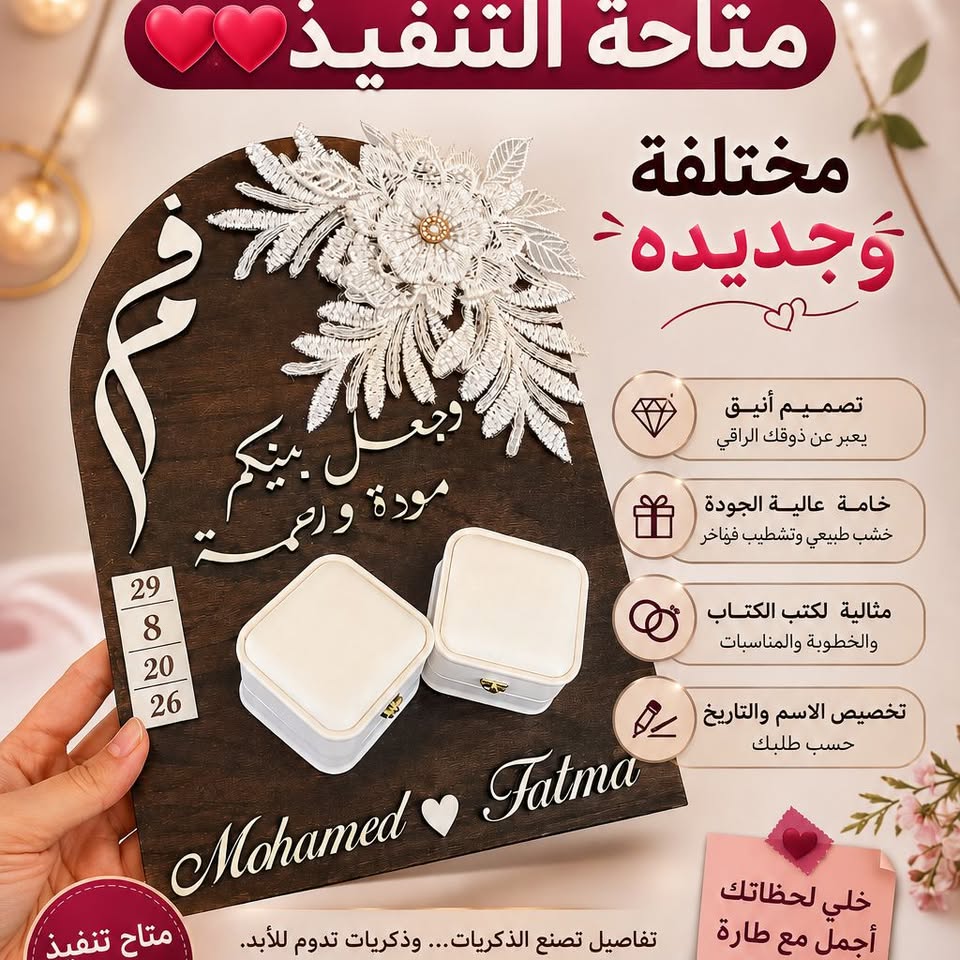 متاحة التنفيذ
مختلفة
وجديده
تصميم أنيق
يعبر عن ذوقك الراقي
خامة عالية الجودة
خشب طبيعي وتشطيب فهاخر
مثالية لكتب الكتاب
والخطوبة والمناسبات
تخصيص الاسم والتاريخ
حسب طلبك
وجعل بينكم
مودة ورحمة
29
8
20
26
Mohamed Fatma
خلي لحظاتك
أجمل مع طارة
متاح تنفيذ
تفاصيل تصنع الذكريات... وذكريات تدوم للأبد.